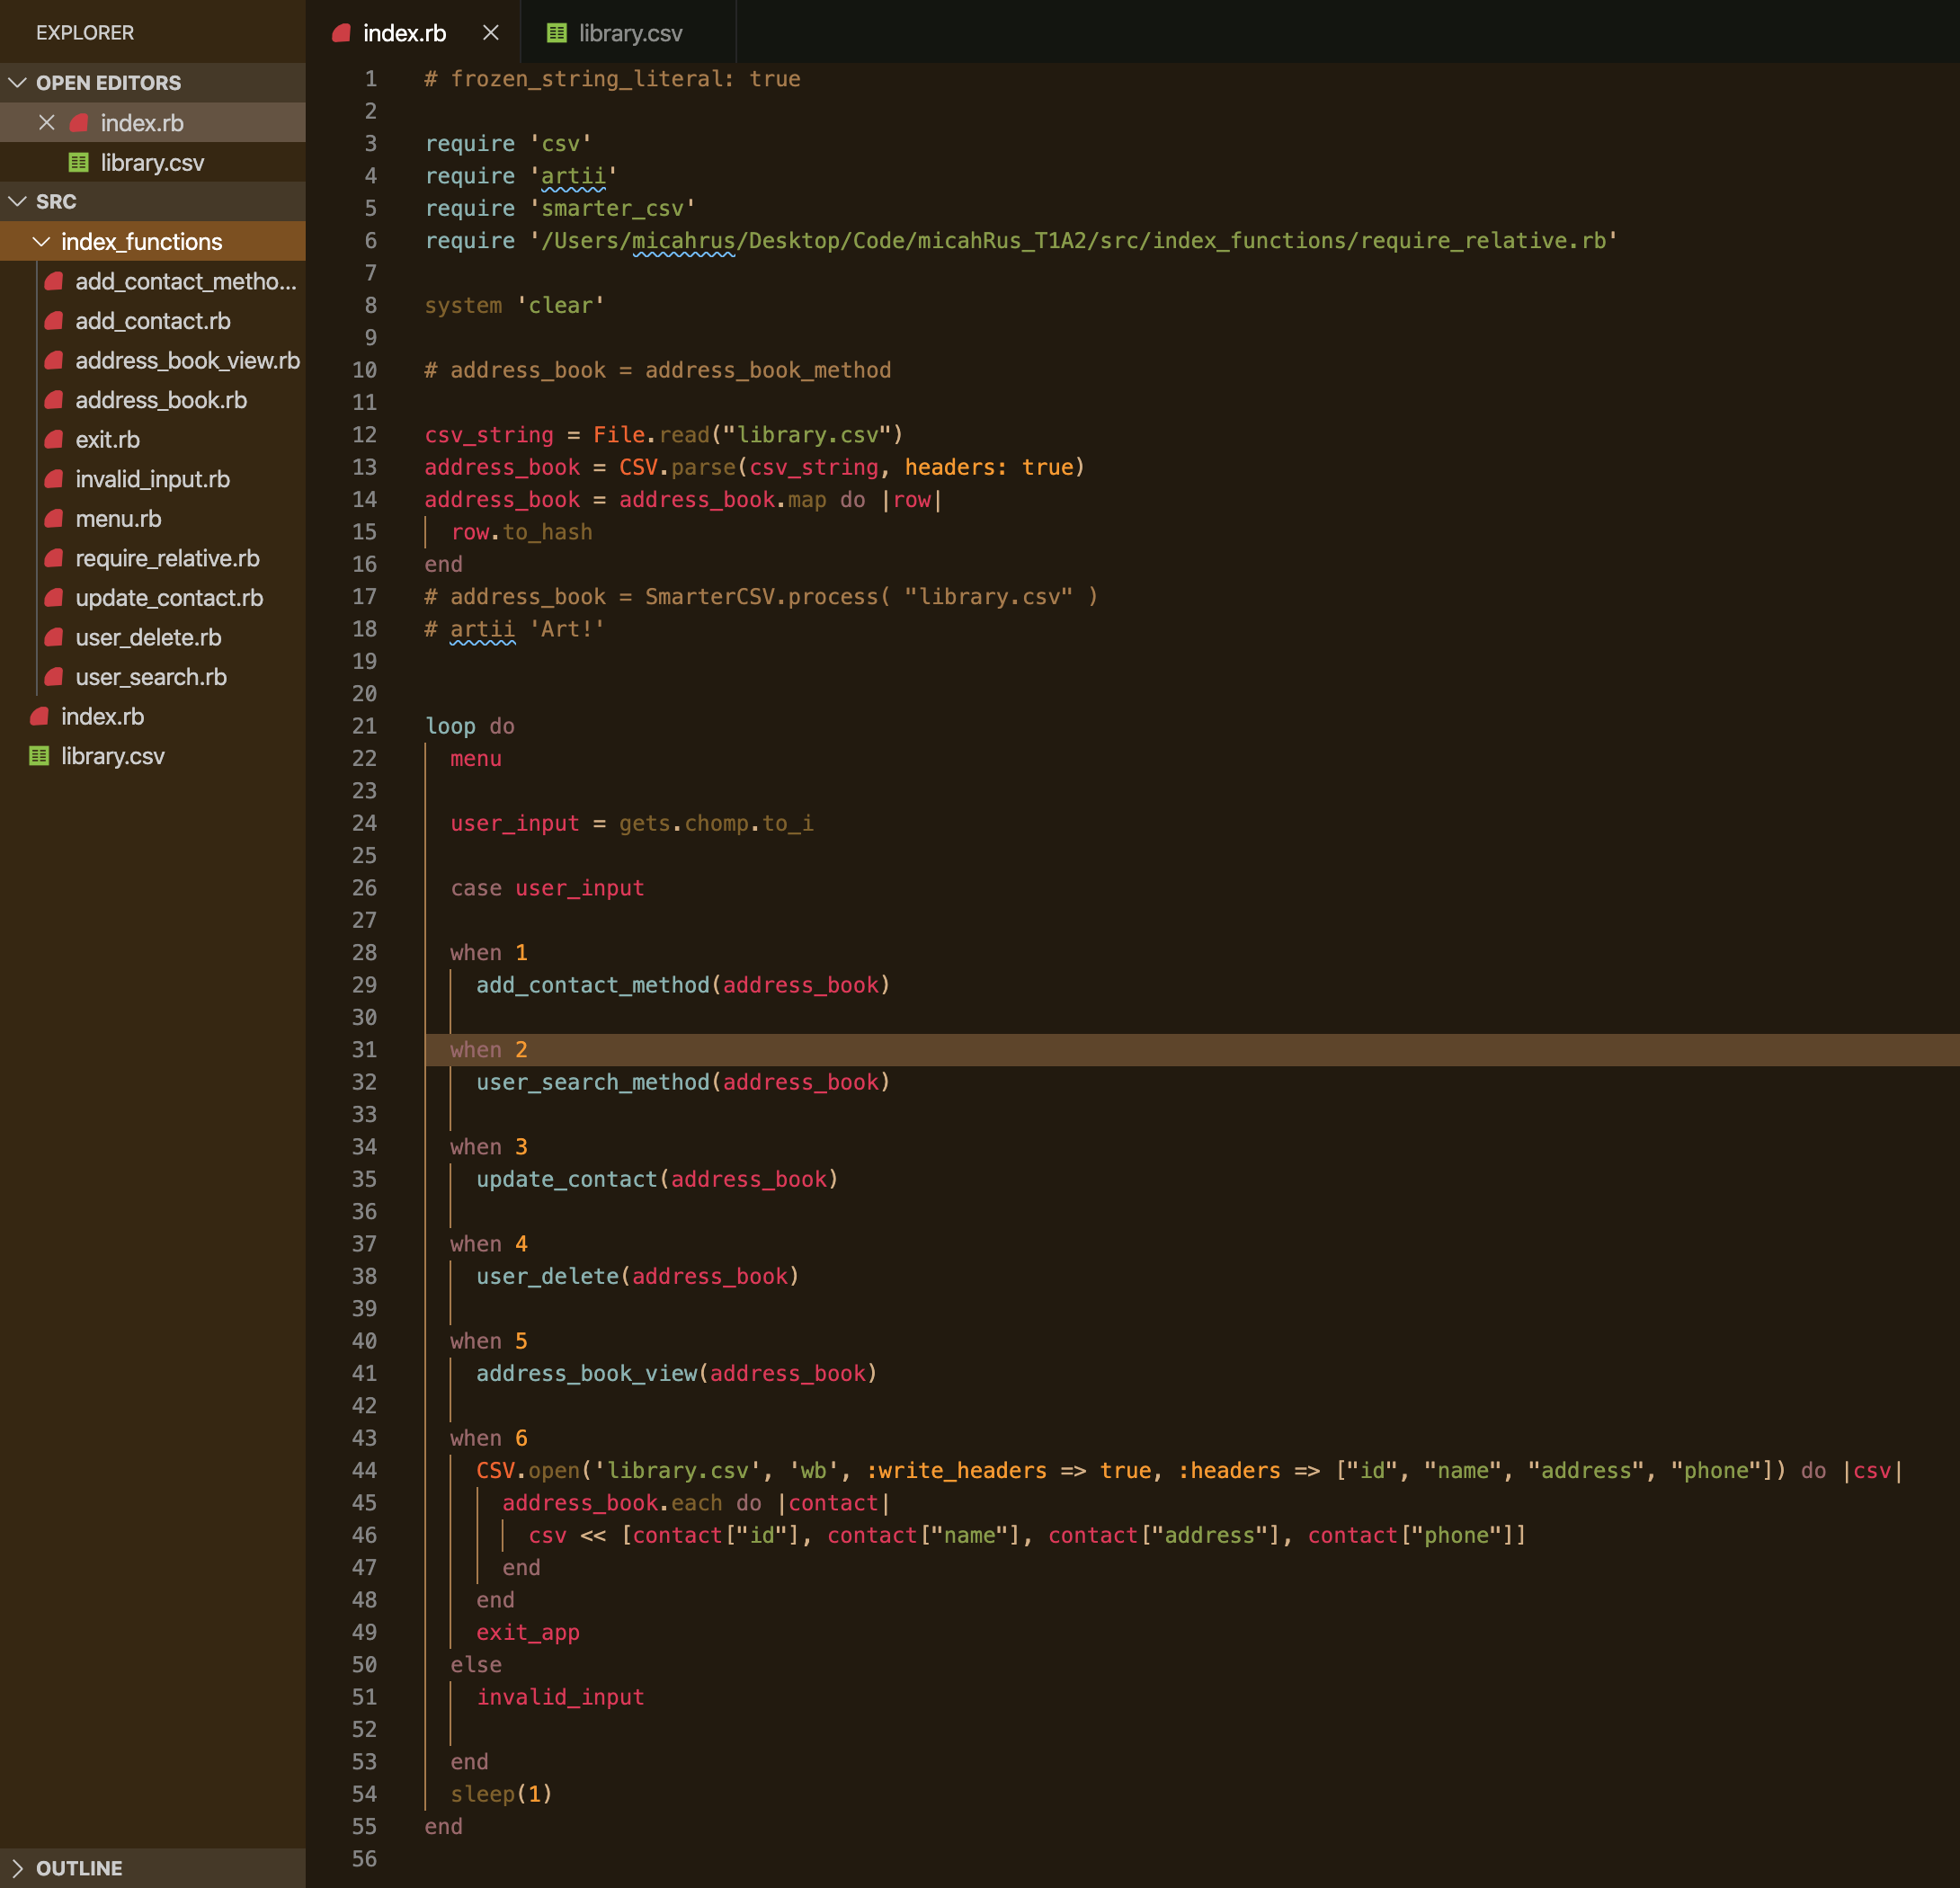 EXPLORER
OPEN EDITORS
index.rb
library.csv
SRC
index_functions
add_contact_metho...
add_contact.rb
address_book_view.rb
address_book.rb
exit.rb
invalid_input.rb
menu.rb
require_relative.rb
update_contact.rb
user_delete.rb
user_search.rb
index.rb
library.csv
OUTLINE
index.rb library.csv
1 # frozen_string_literal: true
2
3 require 'csv'
4 require 'artii'
5 require 'smarter_csv'
6 require '/Users/micahrus/Desktop/Code/micahRus_T1A2/src/index_functions/require_relative.rb'
7
8 system 'clear'
9
10 # address_book = address_book_method
11
12 csv_string = File.read("library.csv")
13 address_book = CSV.parse(csv_string, headers: true)
14 address_book = address_book.map do |row|
15 row.to_hash
16 end
17 # address_book = SmarterCSV.process( "library.csv" )
18 # artii 'Art!'
19
20
21 loop do
22 menu
23
24 user_input = gets.chomp.to_i
25
26 case user_input
27
28 when 1
29 add_contact_method(address_book)
30
31 when 2
32 user_search_method(address_book)
33
34 when 3
35 update_contact(address_book)
36
37 when 4
38 user_delete(address_book)
39
40 when 5
41 address_book_view(address_book)
42
43 when 6
44 CSV.open('library.csv', 'wb', :write_headers => true, :headers => ["id", "name", "address", "phone"]) do |csv|
45 address_book.each do |contact|
46 csv << [contact["id"], contact["name"], contact["address"], contact["phone"]]
47 end
48 end
49 exit_app
50 else
51 invalid_input
52
53 end
54 sleep(1)
55 end
56